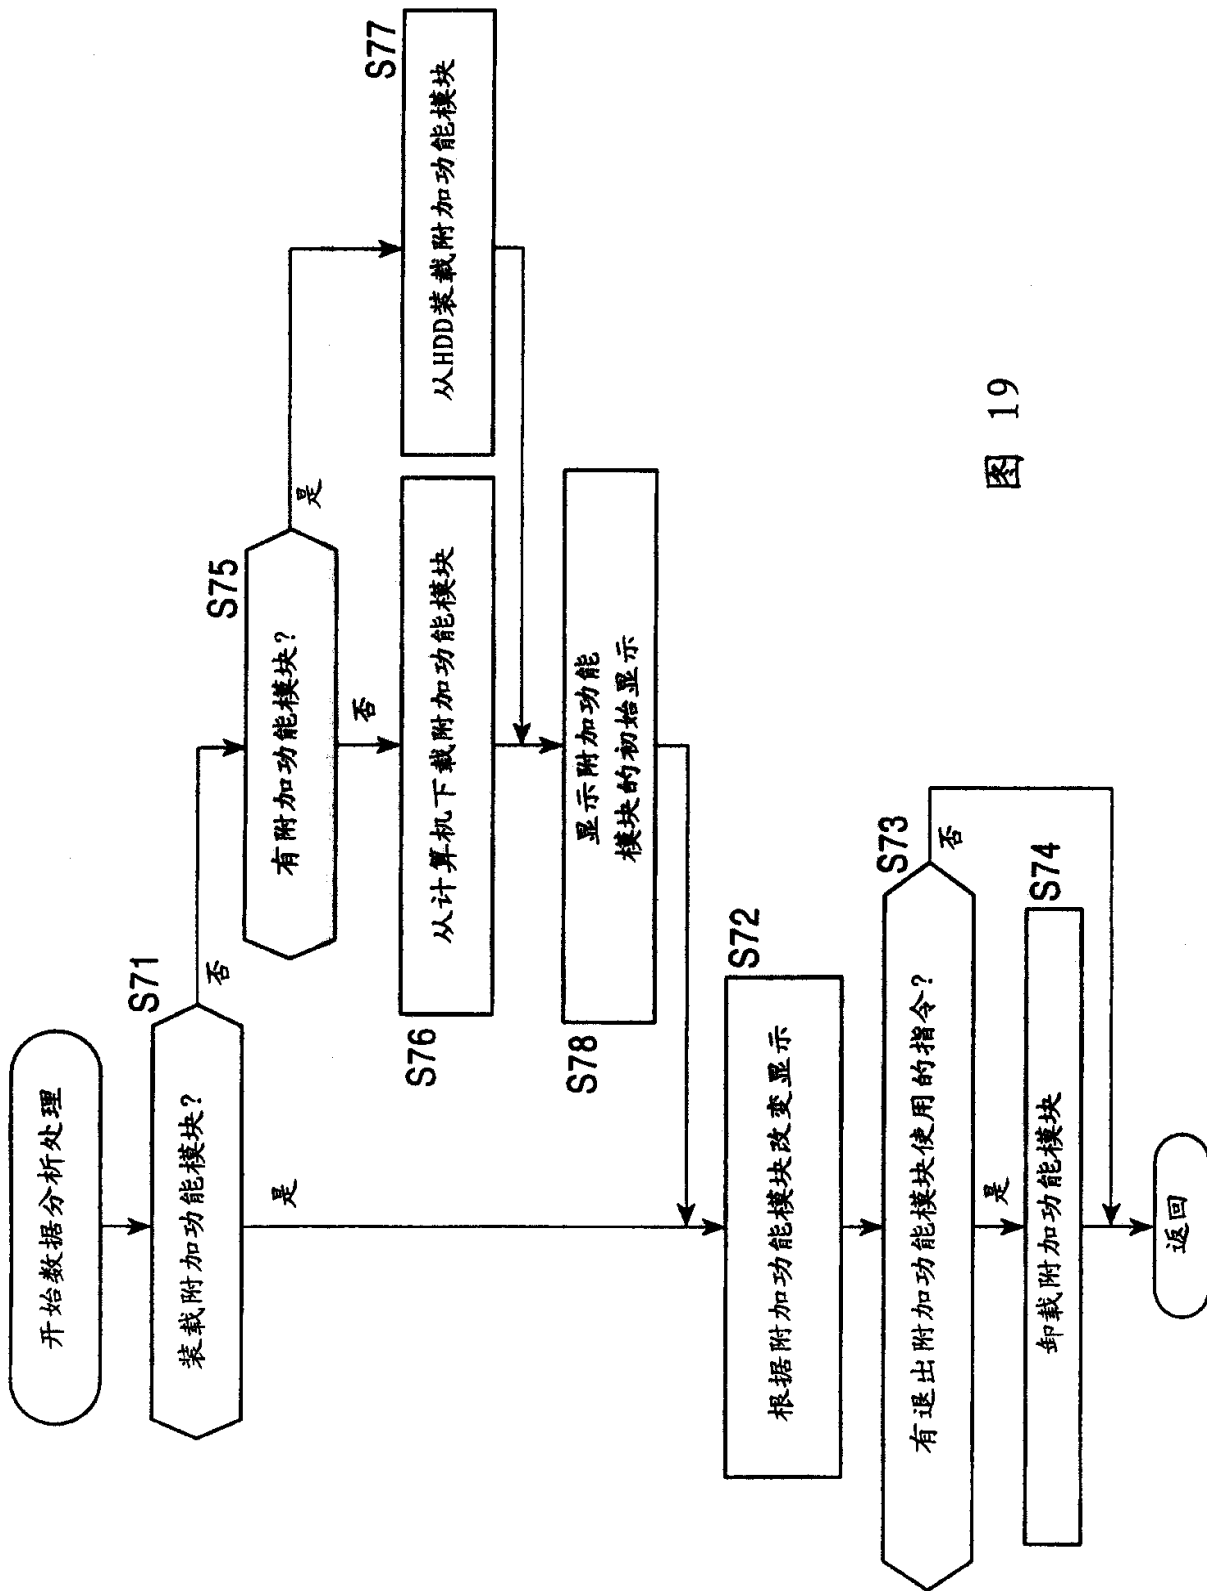 开始数据分析处理
S71
装载附加功能模块?
否
是
S75
有附加功能模块?
是
否
S76
从计算机下载附加功能模块
S77
从HDD装载附加功能模块
S78
显示附加功能
模块的初始显示
S72
根据附加功能模块改变显示
S73
有退出附加功能模块使用的指令?
否
是
S74
卸载附加功能模块
返回
图 19